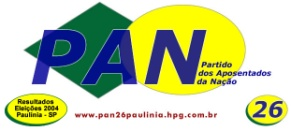 PAN
Partido
dos Aposentados
da Nação
Resultados
Eleições 2004
Paulínia - SP
www.pan26paulinia.hpg.com.br
26